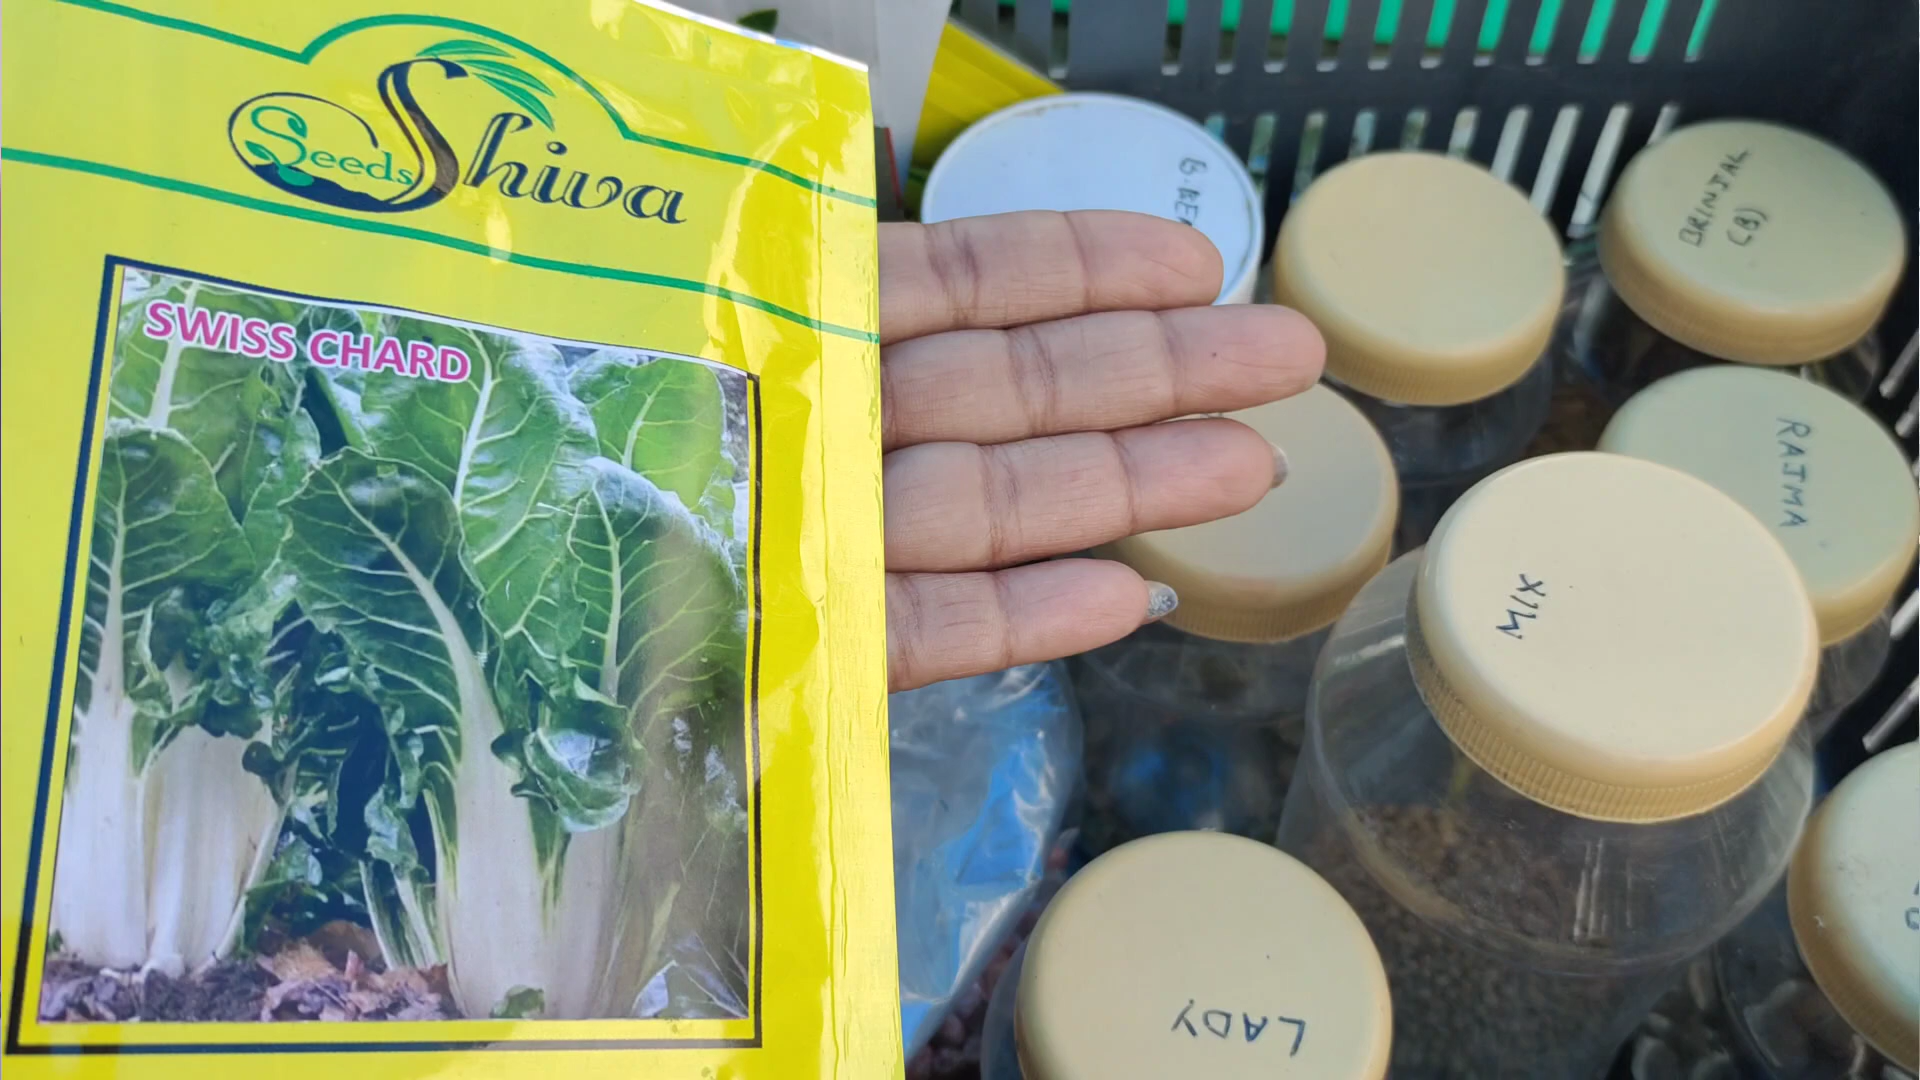 Seeds Shiva
SWISS CHARD
BRINJAL
(B)
RAJMA
MIX
LADY